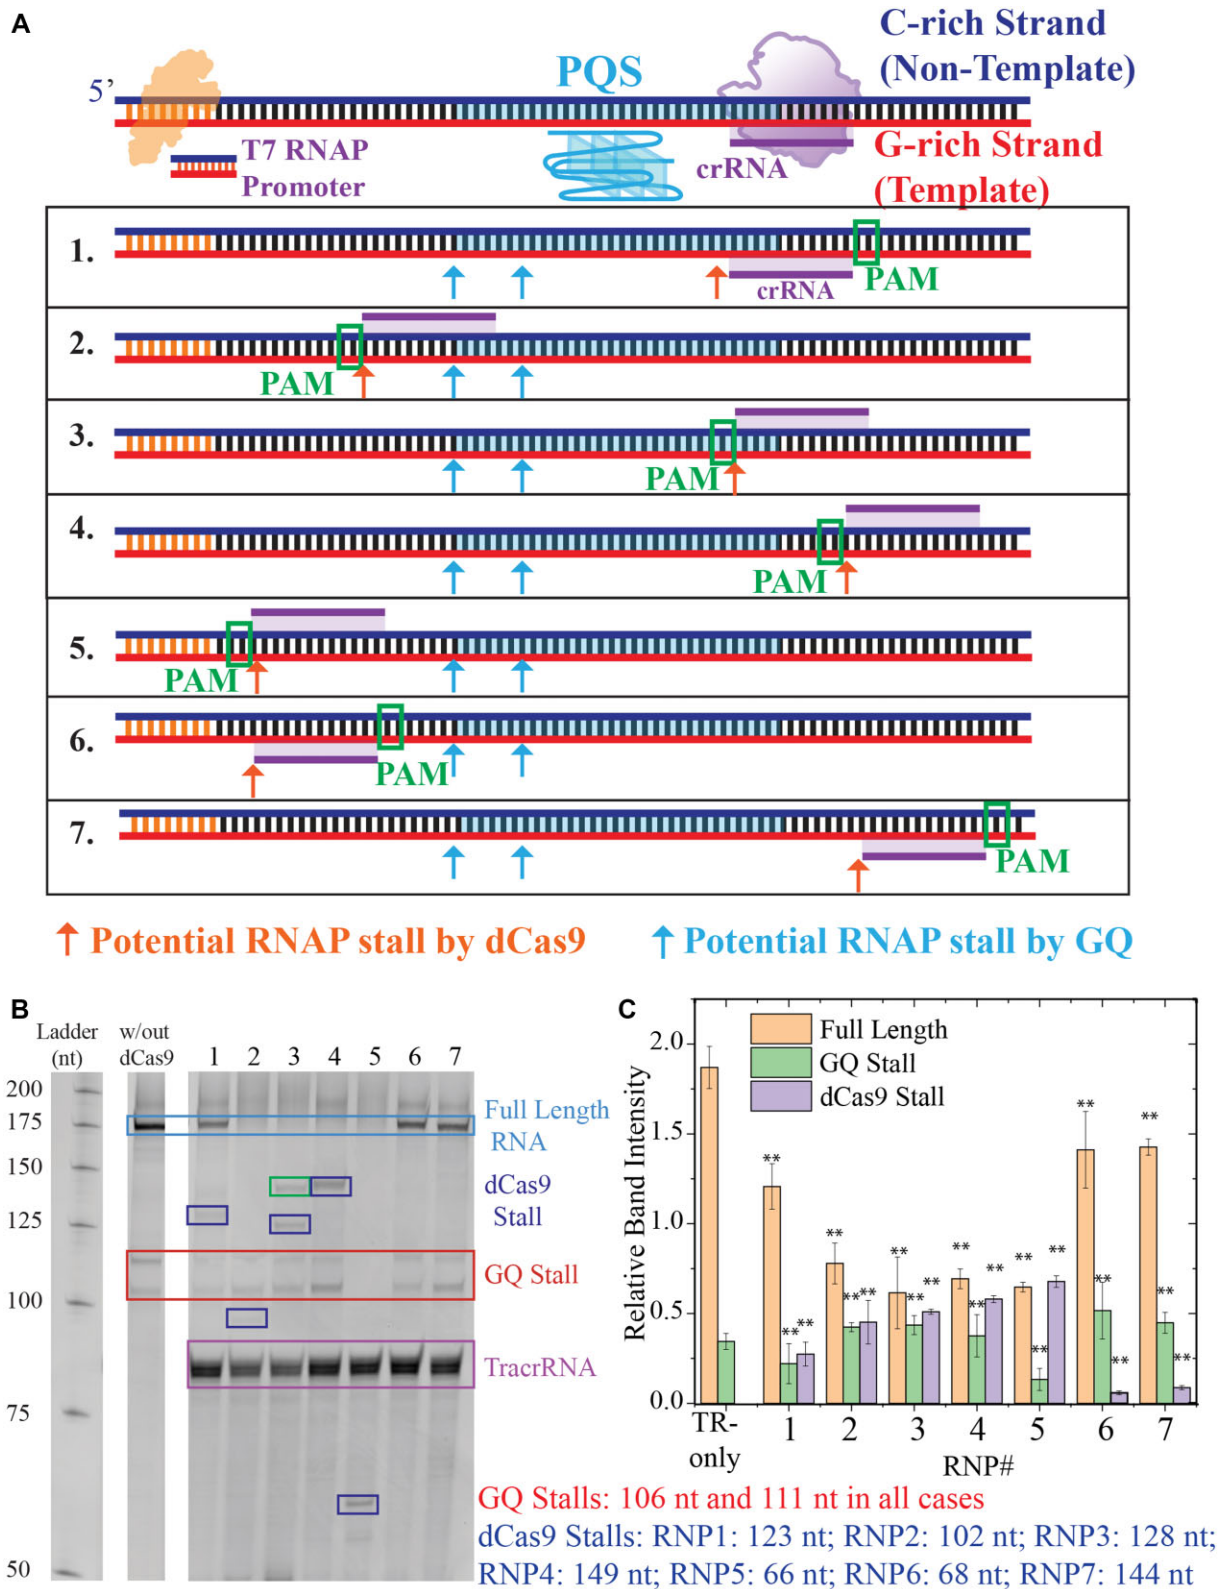 A
C-rich Strand
(Non-Template)
5’
PQS
T7 RNAP
Promoter
crRNA
G-rich Strand
(Template)
1.
crRNA
PAM
2.
PAM
3.
PAM
4.
PAM
5.
PAM
6.
PAM
7.
PAM
↑ Potential RNAP stall by dCas9
↑ Potential RNAP stall by GQ
B
Ladder
(nt)
w/out
dCas9
1 2 3 4 5 6 7
200
175
150
125
100
75
50
Full Length
RNA
dCas9
Stall
GQ Stall
TracrRNA
C
Full Length
GQ Stall
dCas9 Stall
Relative Band Intensity
2.0
1.5
1.0
0.5
0.0
** ** **
** ** **
** ** **
** ** **
** ** **
** ** **
** **
TR-
only
1 2 3 4 5 6 7
RNP#
GQ Stalls: 106 nt and 111 nt in all cases
dCas9 Stalls: RNP1: 123 nt; RNP2: 102 nt; RNP3: 128 nt;
RNP4: 149 nt; RNP5: 66 nt; RNP6: 68 nt; RNP7: 144 nt